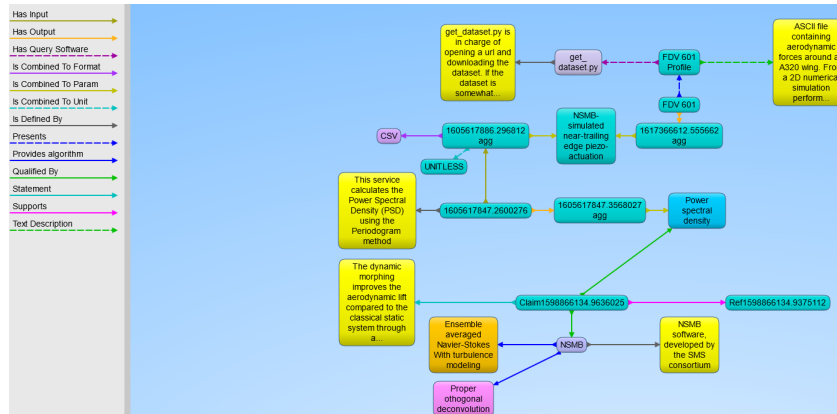 Has Input
Has Output
Has Query Software
Is Combined To Format
Is Combined To Param
Is Combined To Unit
Is Defined By
Presents
Provides algorithm
Qualified By
Statement
Supports
Text Description
get_dataset.py is
in charge of
opening a url and
downloading the
dataset. If the
dataset is
somewhat...
get_
dataset.py
FDV 601
Profile
ASCII file
containing
aerodynamic
forces around a
A320 wing. Fro
a 2D numerica
simulation
perform...
FDV 601
CSV
1605617886.296812
agg
NSMB-
simulated
near-trailing
edge piezo-
actuation
1617366612.555662
agg
UNITLESS
This service
calculates the
Power Spectral
Density (PSD)
using the
Periodogram
method
1605617847.2600276
1605617847.3568027
agg
Power
spectral
density
The dynamic
morphing
improves the
aerodynamic lift
compared to the
classical static
system through
a...
Claim1598866134.9636025
Ref1598866134.9375112
Ensemble
averaged
Navier-Stokes
With turbulence
modeling
NSMB
NSMB
software,
developed by
the SMS
consortium
Proper
othogonal
deconvolution